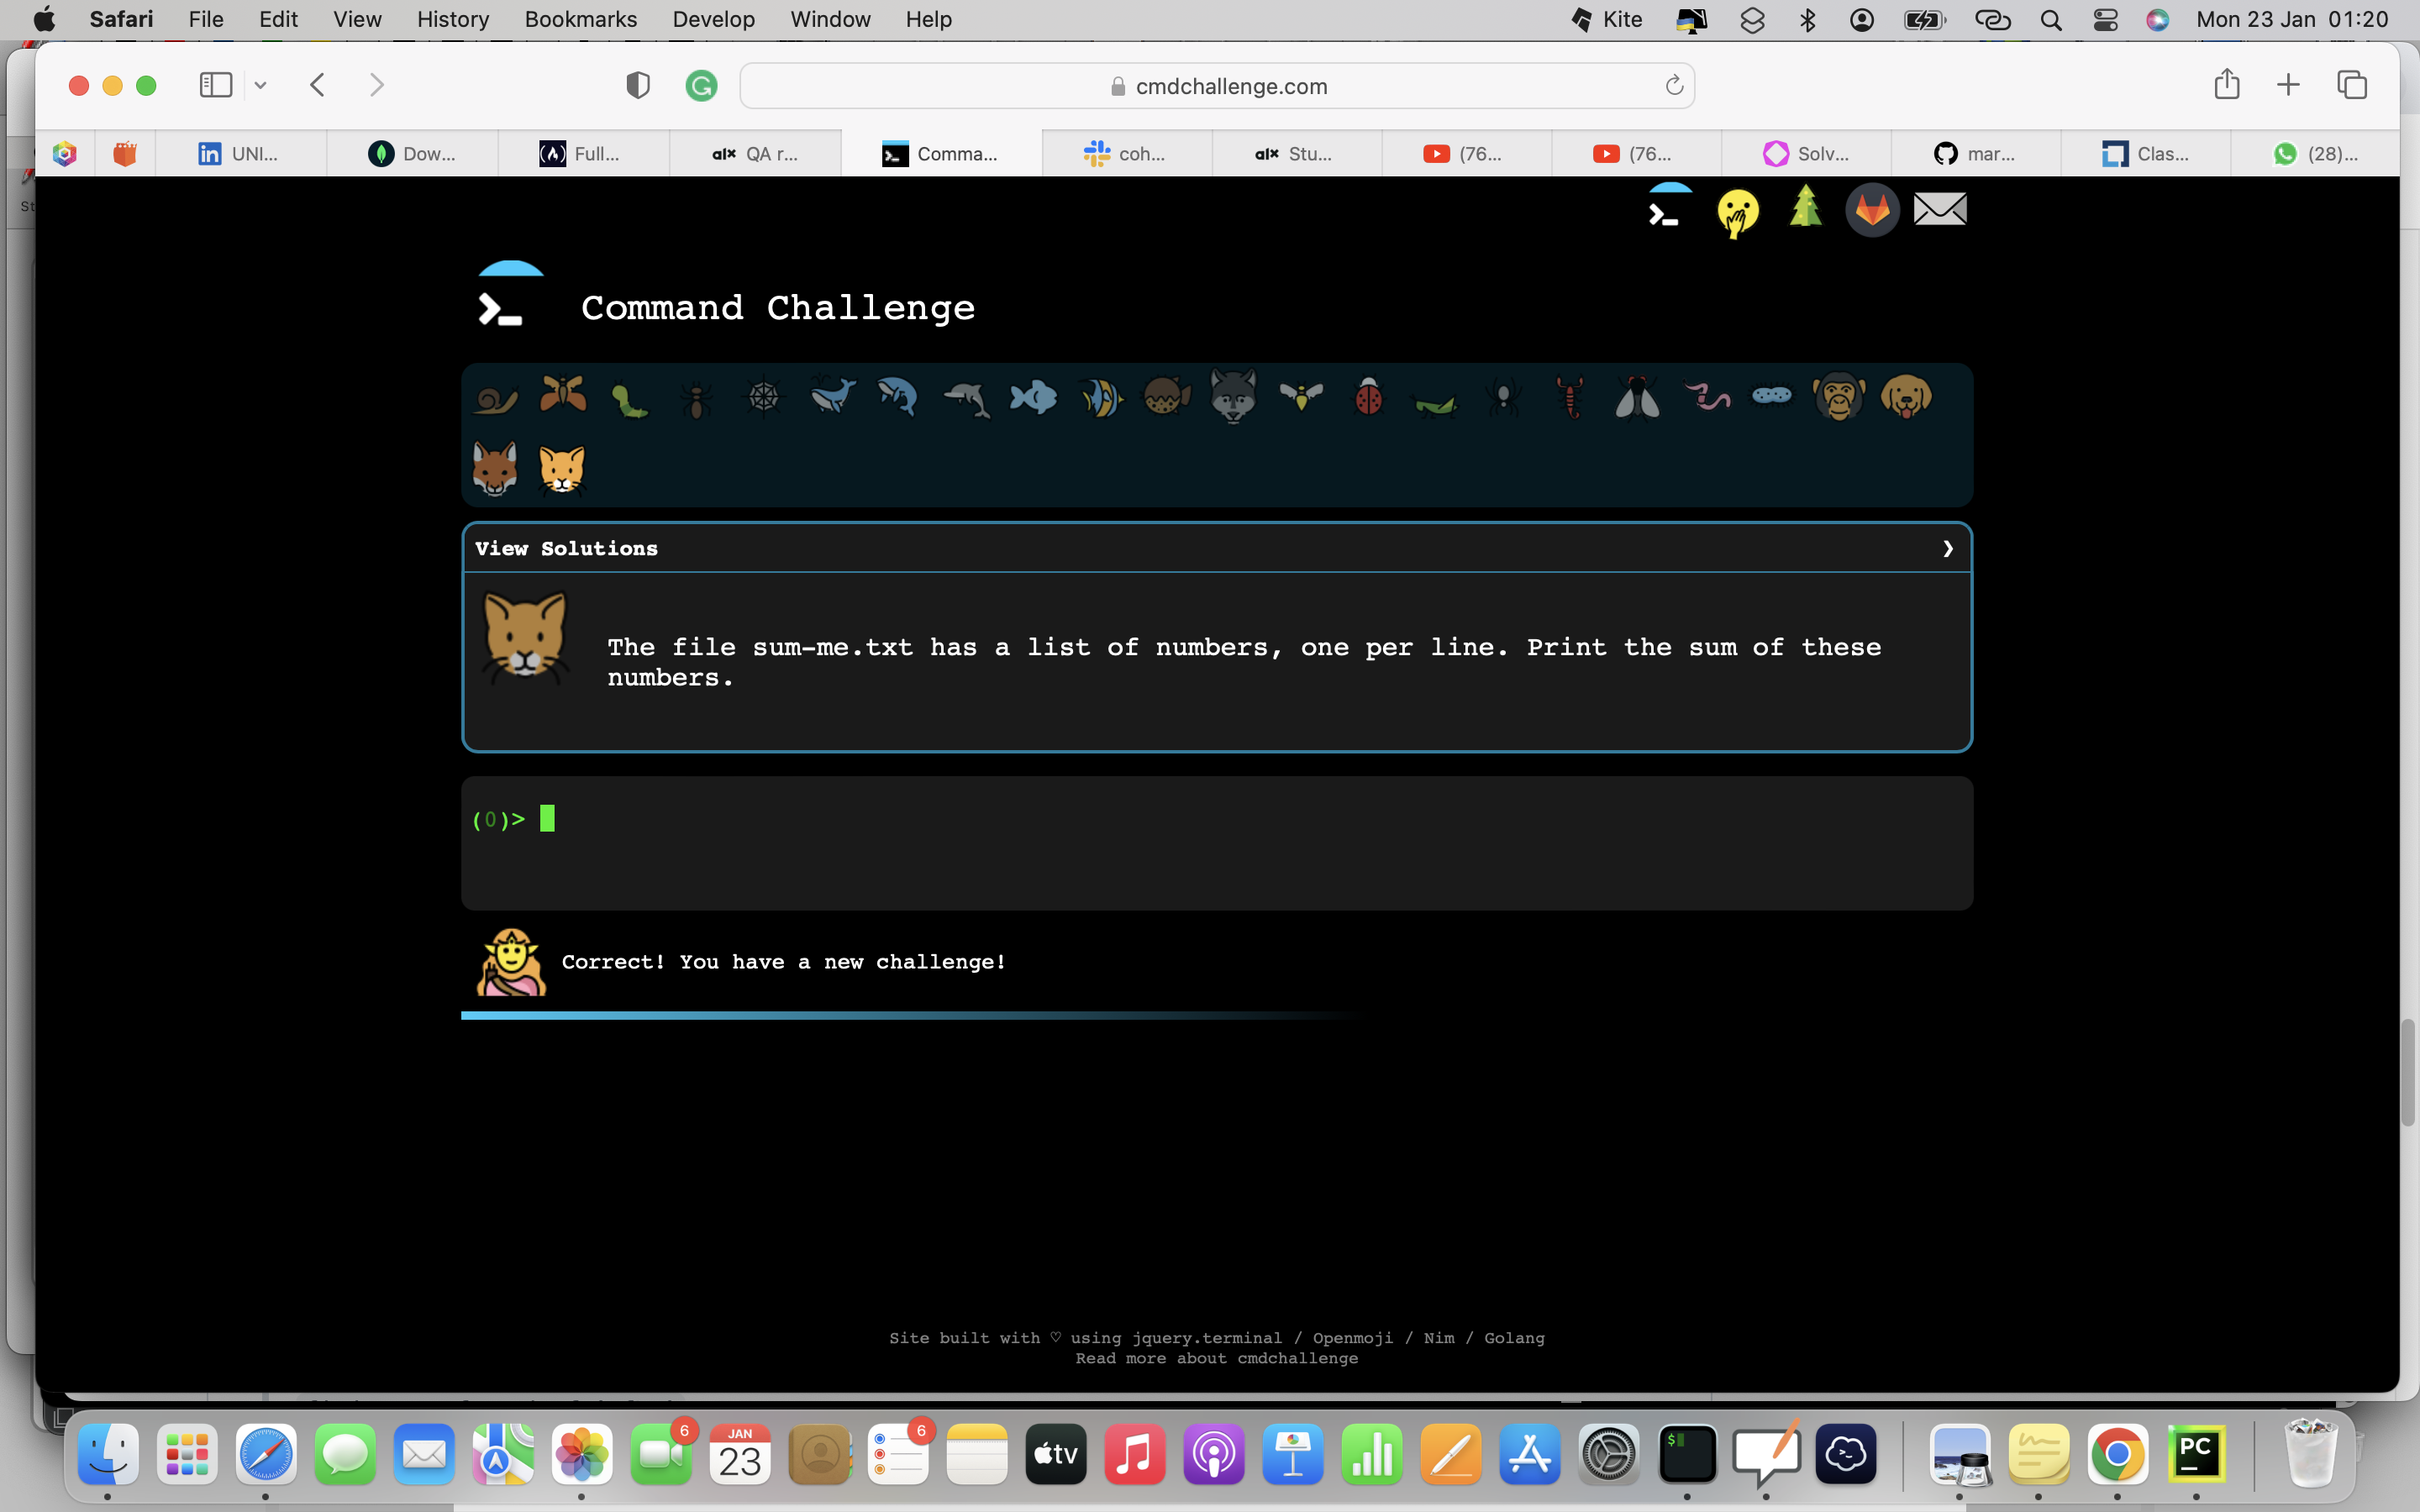 Safari File Edit View History Bookmarks Develop Window Help Kite Mon 23 Jan 01:20
cmdchallenge.com
UNI... Dow... Full... alx QA r... Comma... coh... alx Stu... (76... (76... Solv... mar... Clas... (28)...
St
Command Challenge
View Solutions
The file sum-me.txt has a list of numbers, one per line. Print the sum of these
numbers.
(0)>
Correct! You have a new challenge!
Site built with ♡ using jquery.terminal / Openmoji / Nim / Golang
Read more about cmdchallenge
6 JAN 23 6 tv $ PC